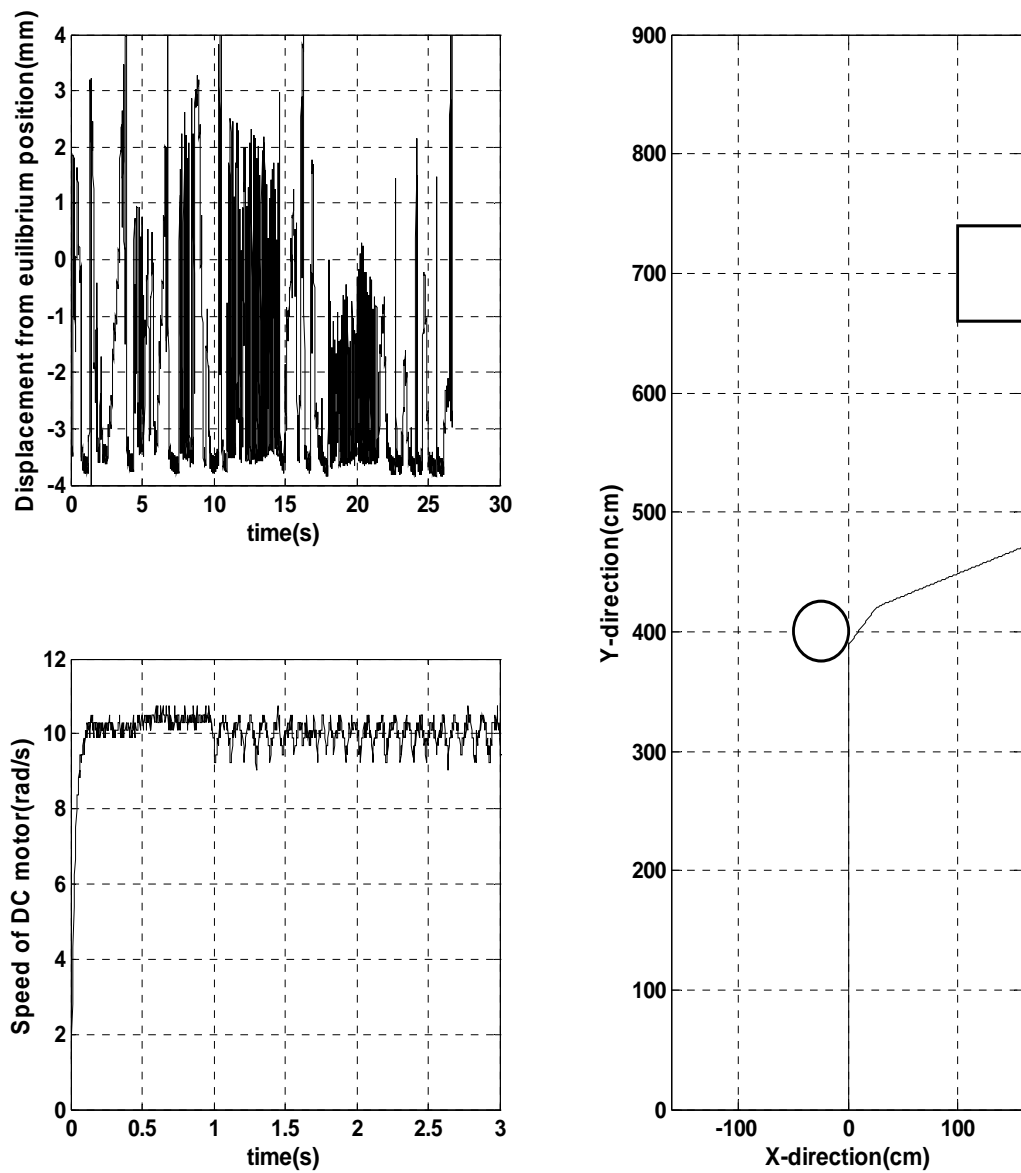 Displacement from euilibrium position(mm)
4
3
2
1
0
-1
-2
-3
-4
0 5 10 15 20 25 30
time(s)
Speed of DC motor(rad/s)
12
10
8
6
4
2
0
0 0.5 1 1.5 2 2.5 3
time(s)
Y-direction(cm)
900
800
700
600
500
400
300
200
100
0
-100 0 100
X-direction(cm)